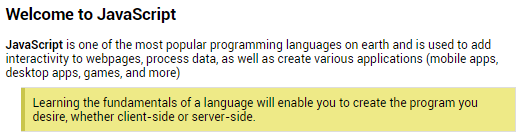 Welcome to JavaScript
JavaScript is one of the most popular programming languages on earth and is used to add
interactivity to webpages, process data, as well as create various applications (mobile apps,
desktop apps, games, and more)
Learning the fundamentals of a language will enable you to create the program you
desire, whether client-side or server-side.